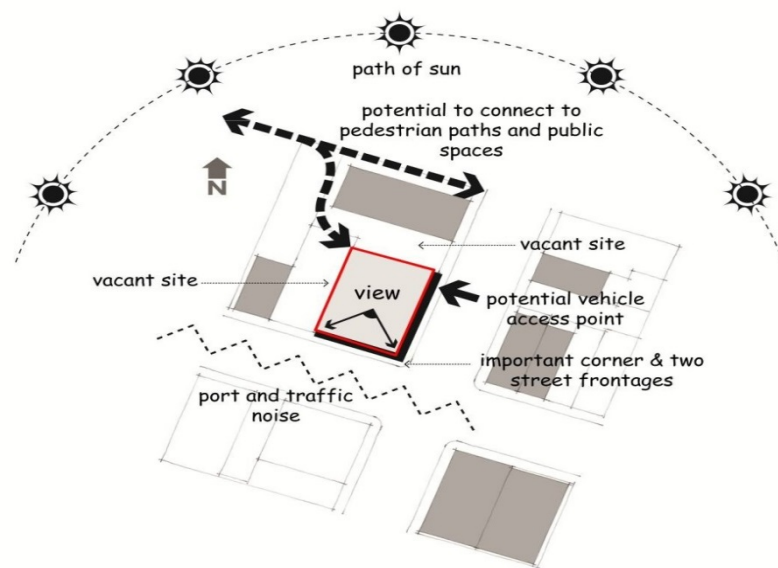 path of sun
potential to connect to
pedestrian paths and public
spaces
N
vacant site
vacant site
view
potential vehicle
access point
important corner & two
street frontages
port and traffic
noise